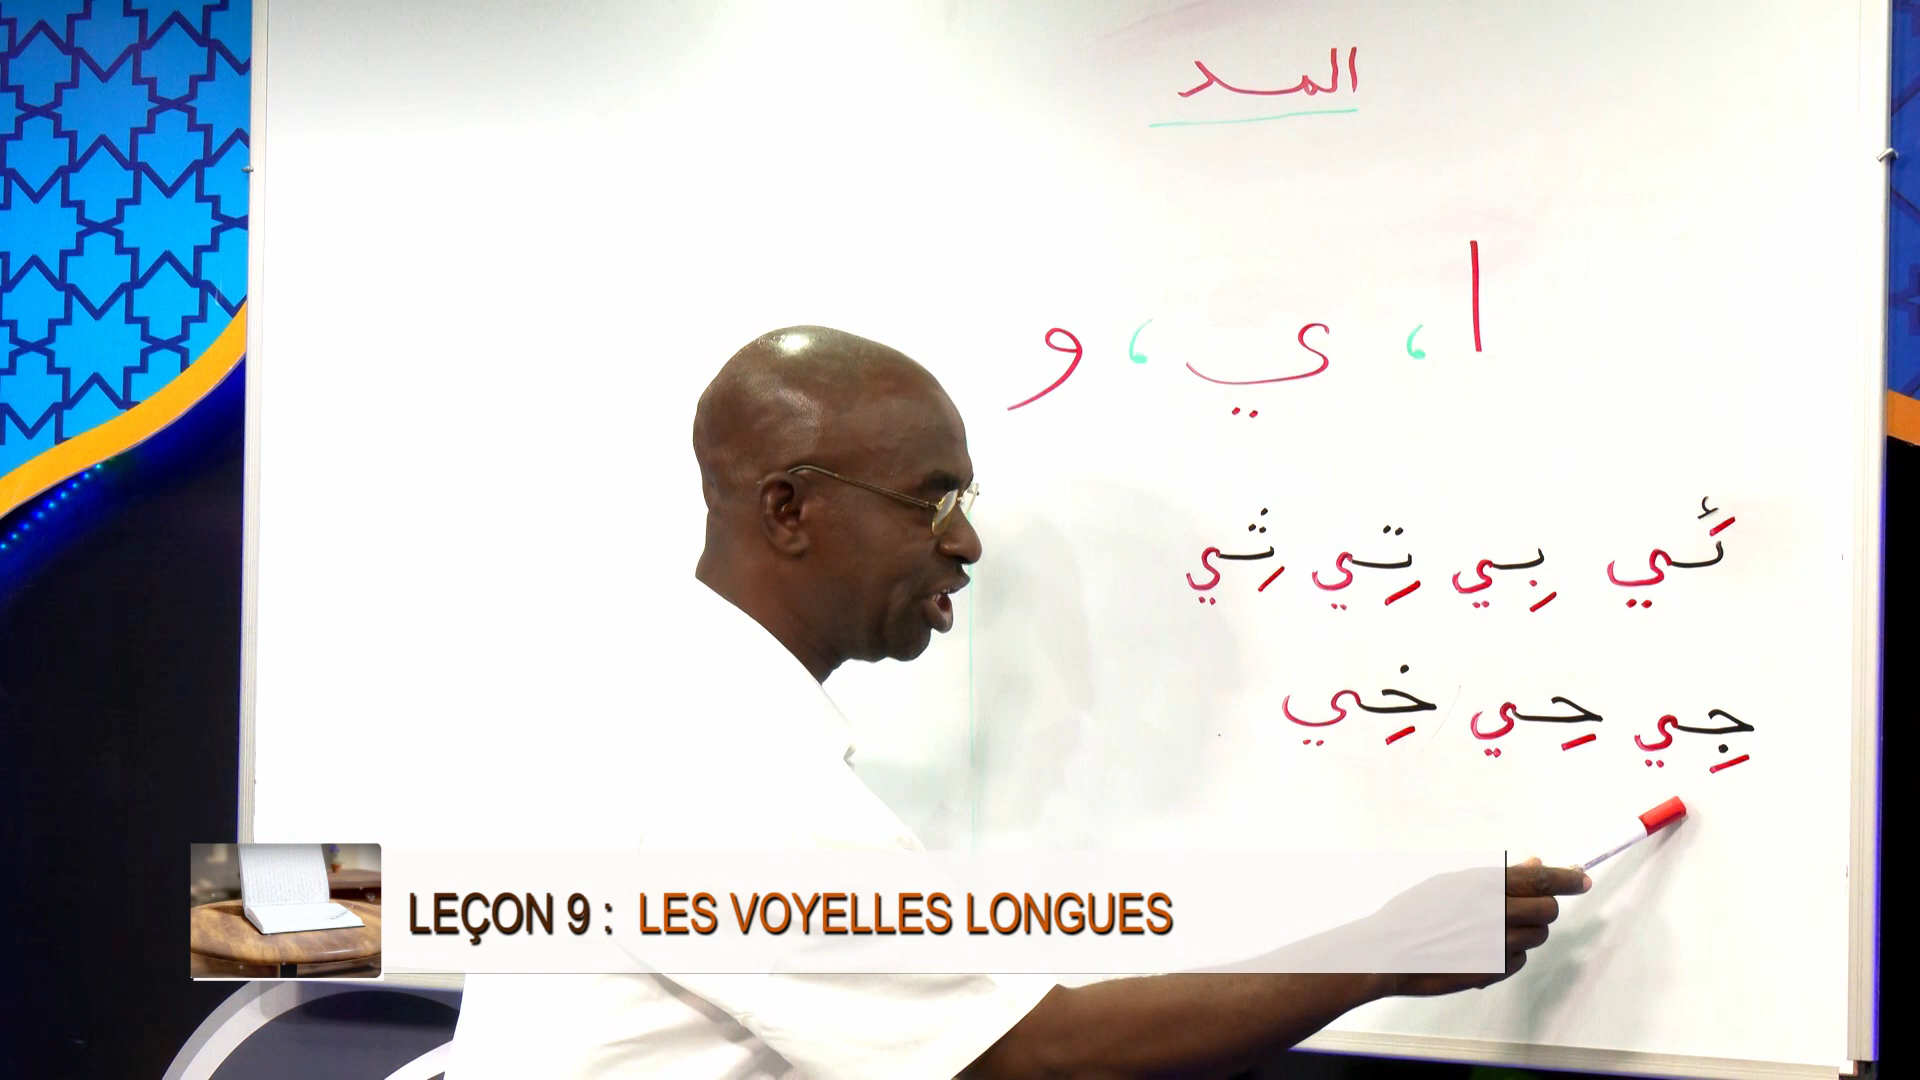 المد
ا، ي، و
ئَي بِي تِي ثِي
جِي حِي خِي
LEÇON 9 : LES VOYELLES LONGUES